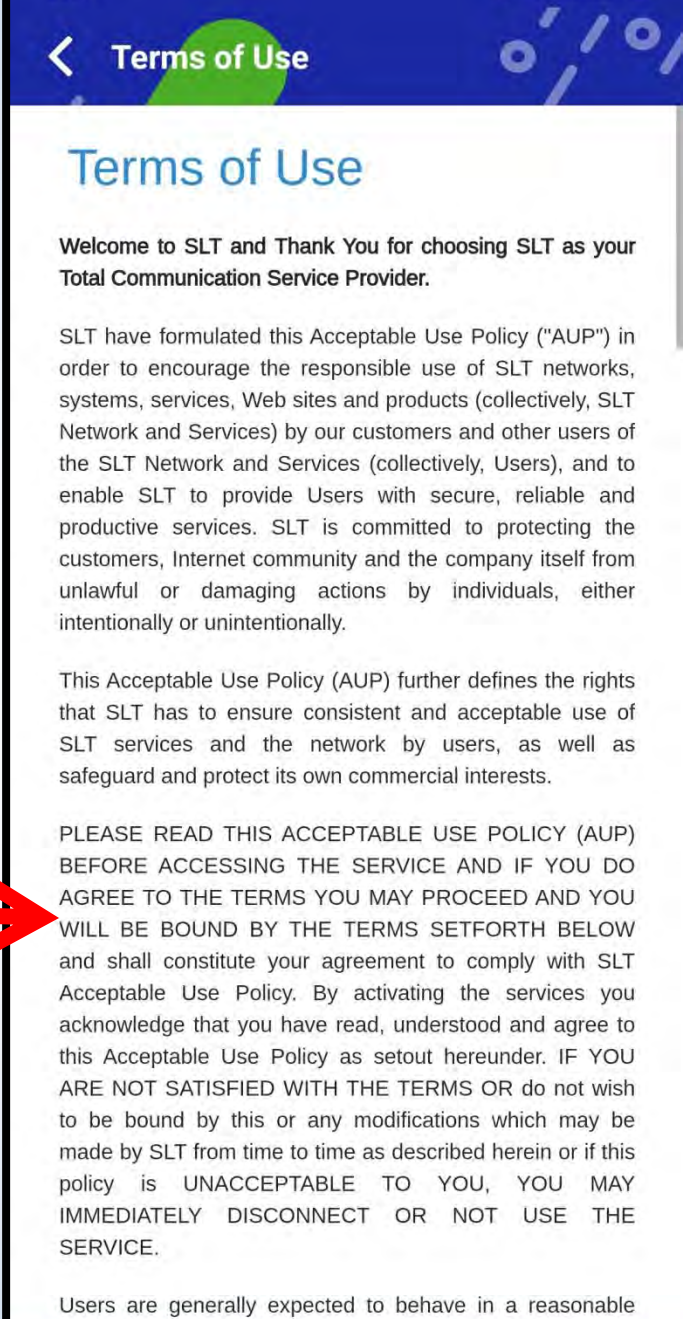 Terms of Use
Terms of Use
Welcome to SLT and Thank You for choosing SLT as your
Total Communication Service Provider.
SLT have formulated this Acceptable Use Policy ("AUP") in
order to encourage the responsible use of SLT networks,
systems, services, Web sites and products (collectively, SLT
Network and Services) by our customers and other users of
the SLT Network and Services (collectively, Users), and to
enable SLT to provide Users with secure, reliable and
productive services. SLT is committed to protecting the
customers, Internet community and the company itself from
unlawful or damaging actions by individuals, either
intentionally or unintentionally.
This Acceptable Use Policy (AUP) further defines the rights
that SLT has to ensure consistent and acceptable use of
SLT services and the network by users, as well as
safeguard and protect its own commercial interests.
PLEASE READ THIS ACCEPTABLE USE POLICY (AUP)
BEFORE ACCESSING THE SERVICE AND IF YOU DO
AGREE TO THE TERMS YOU MAY PROCEED AND YOU
WILL BE BOUND BY THE TERMS SETFORTH BELOW
and shall constitute your agreement to comply with SLT
Acceptable Use Policy. By activating the services you
acknowledge that you have read, understood and agree to
this Acceptable Use Policy as setout hereunder. IF YOU
ARE NOT SATISFIED WITH THE TERMS OR do not wish
to be bound by this or any modifications which may be
made by SLT from time to time as described herein or if this
policy is UNACCEPTABLE TO YOU, YOU MAY
IMMEDIATELY DISCONNECT OR NOT USE THE
SERVICE.
Users are generally expected to behave in a reasonable